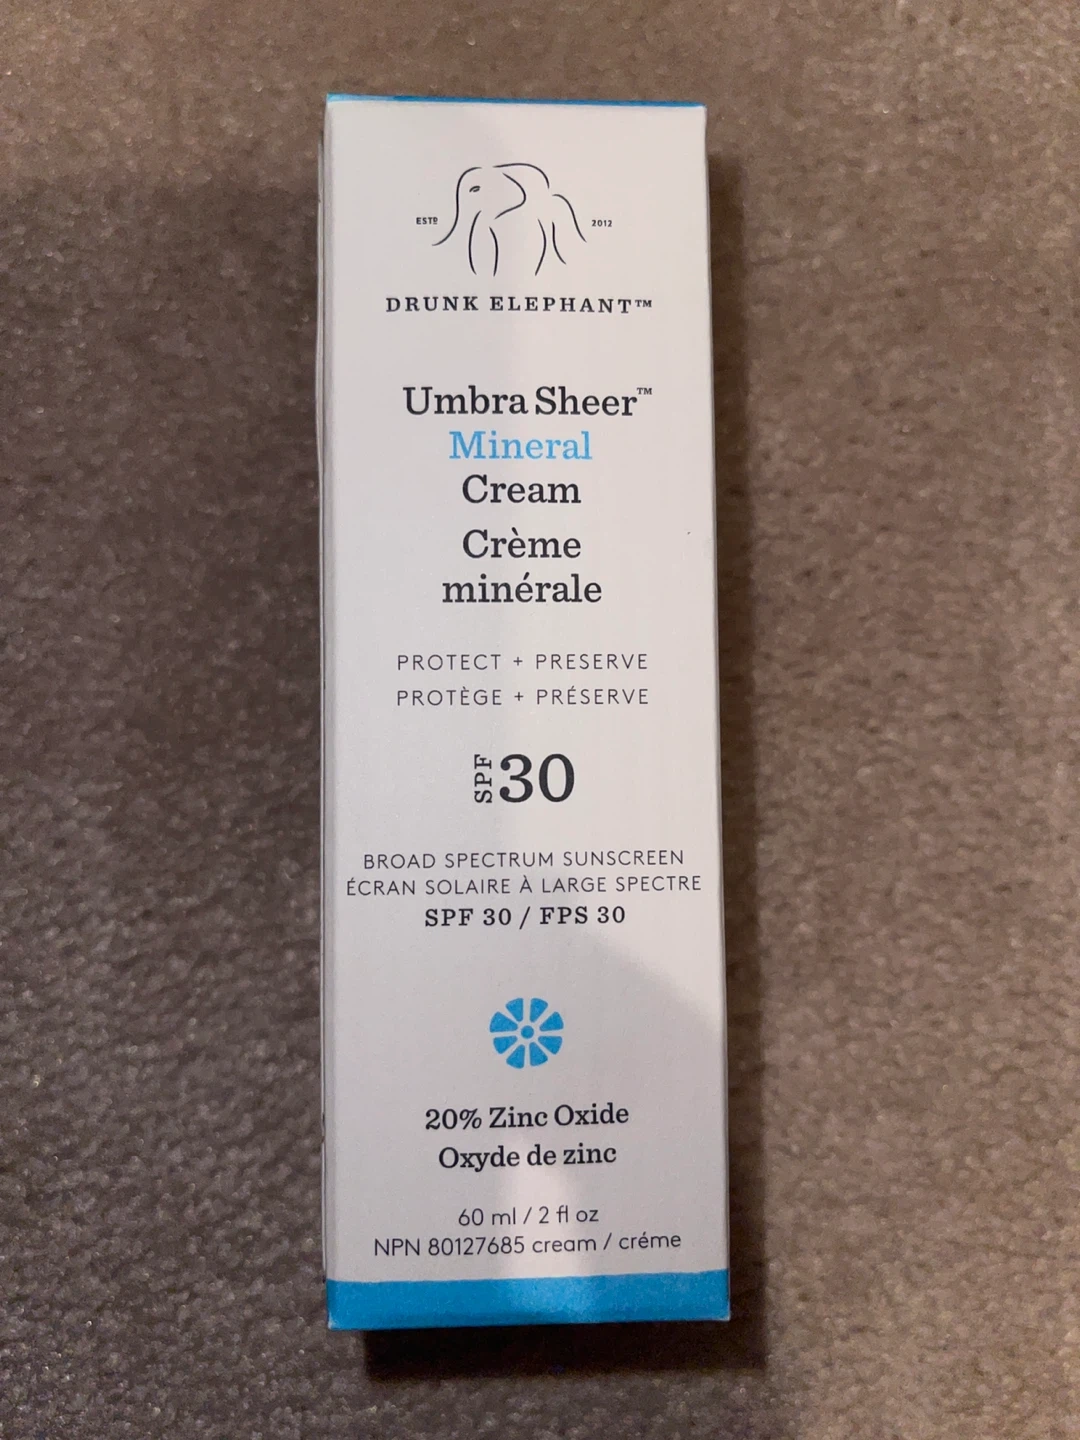 ESTD 2012
DRUNK ELEPHANT™
Umbra Sheer™
Mineral
Cream
Crème
minérale
PROTECT + PRESERVE
PROTÈGE + PRÉSERVE
SPF 30
BROAD SPECTRUM SUNSCREEN
ÉCRAN SOLAIRE À LARGE SPECTRE
SPF 30 / FPS 30
20% Zinc Oxide
Oxyde de zinc
60 ml / 2 fl oz
NPN 80127685 cream / créme